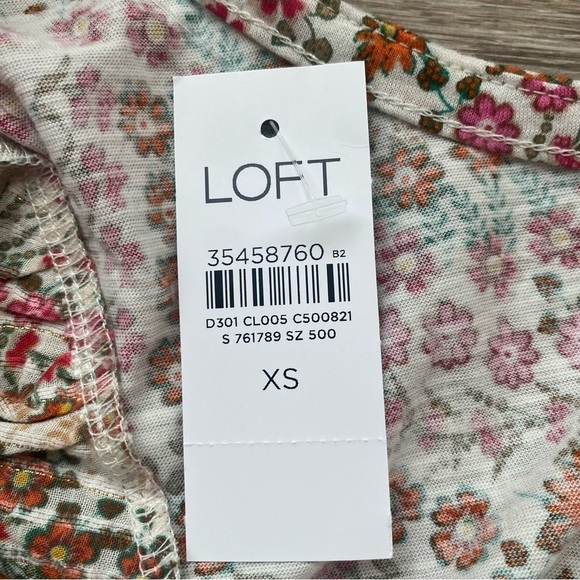 LOFT
35458760 B2
D301 CL005 C500821
S 761789 SZ 500
XS